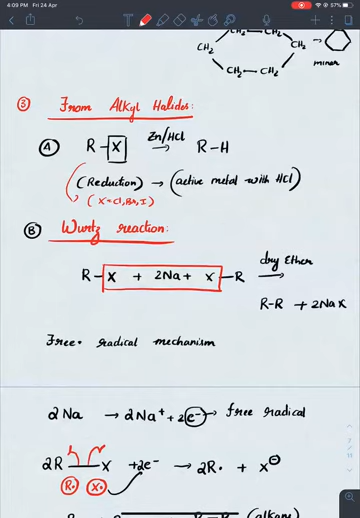 4:09 PM Fri 24 Apr
57%
CH₂ CH₂
CH₂ CH₂ →
CH₂ — CH₂
minor
③ From Alkyl Halides:
Ⓐ R – X Zn/HCl → R – H
(Reduction) → (active metal with HCl)
(X = Cl, Br, I)
Ⓑ Wurtz reaction:
R – X + 2Na + X – R dry Ether →
R–R + 2NaX
Free• radical mechanism
2Na → 2Na⁺ + 2e⁻ → free radical
2R — X + 2e⁻ → 2R• + X⊖
R• X•